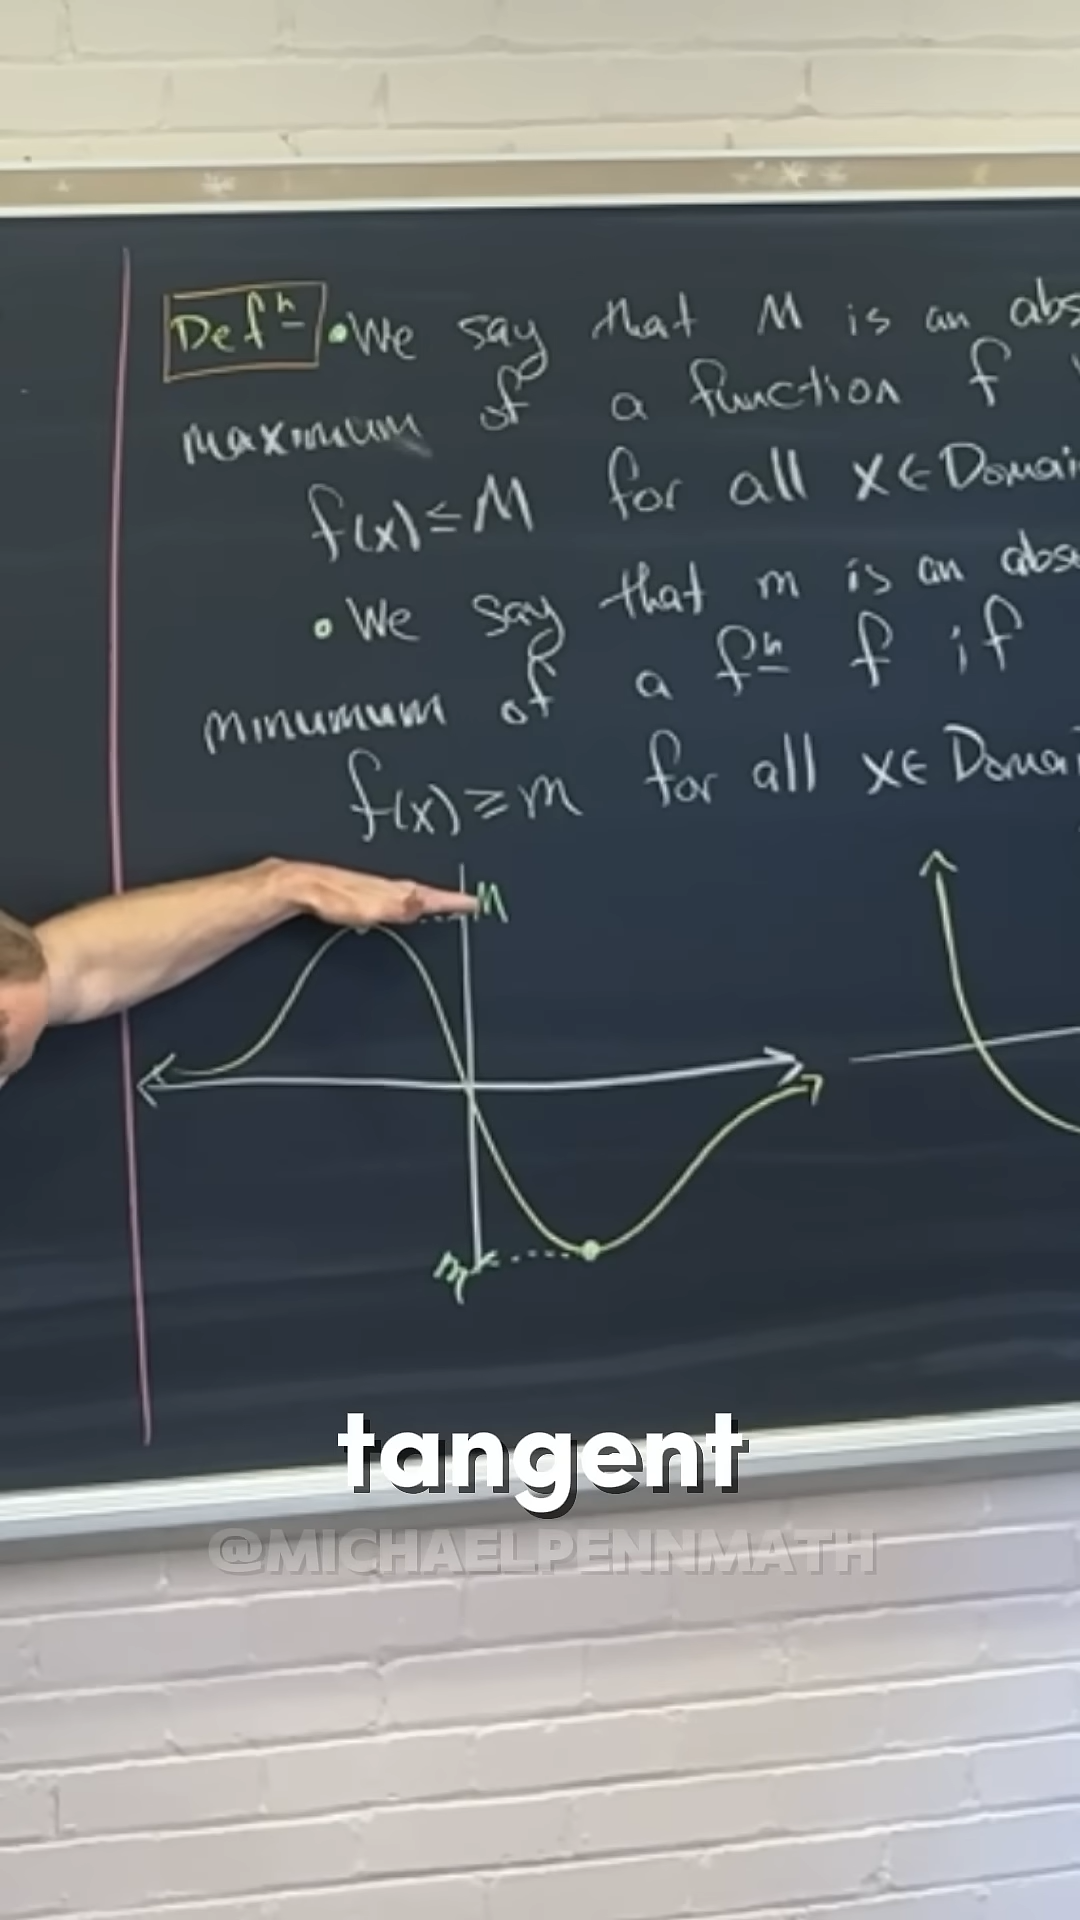 Defⁿ • We say that M is an abs
maximum of a function f
f(x) ≤ M for all x ∈ Domai
• We say that m is an abs
minumum of a fⁿ f if
f(x) ≥ m for all x ∈ Domai
M
m
tangent
@MICHAELPENNMATH